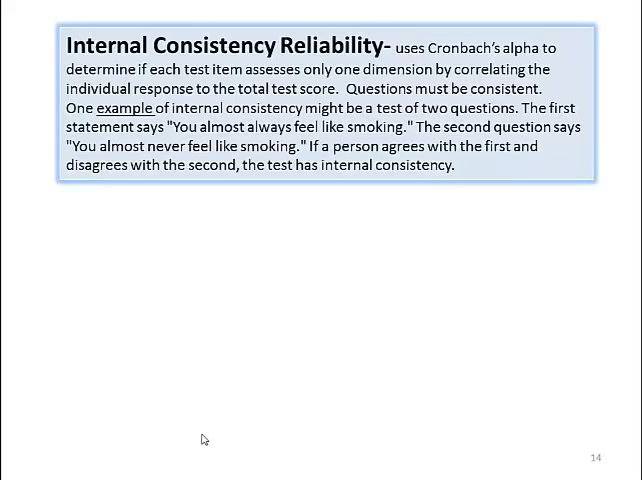 Internal Consistency Reliability- uses Cronbach's alpha to
determine if each test item assesses only one dimension by correlating the
individual response to the total test score.  Questions must be consistent.
One example of internal consistency might be a test of two questions. The first
statement says "You almost always feel like smoking." The second question says
"You almost never feel like smoking." If a person agrees with the first and
disagrees with the second, the test has internal consistency.
14